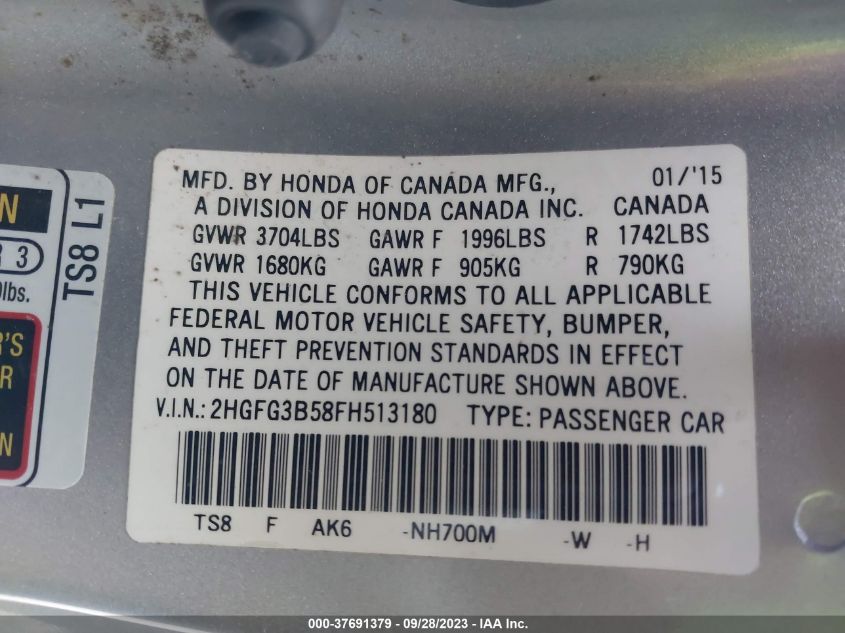 MFD. BY HONDA OF CANADA MFG., 01/'15
A DIVISION OF HONDA CANADA INC. CANADA
GVWR 3704LBS GAWR F 1996LBS R 1742LBS
GVWR 1680KG GAWR F 905KG R 790KG
THIS VEHICLE CONFORMS TO ALL APPLICABLE
FEDERAL MOTOR VEHICLE SAFETY, BUMPER,
AND THEFT PREVENTION STANDARDS IN EFFECT
ON THE DATE OF MANUFACTURE SHOWN ABOVE.
V.I.N.: 2HGFG3B58FH513180 TYPE: PASSENGER CAR
TS8 F AK6 -NH700M -W -H
TS8 L1
3
lbs.
000-37691379 - 09/28/2023 - IAA Inc.